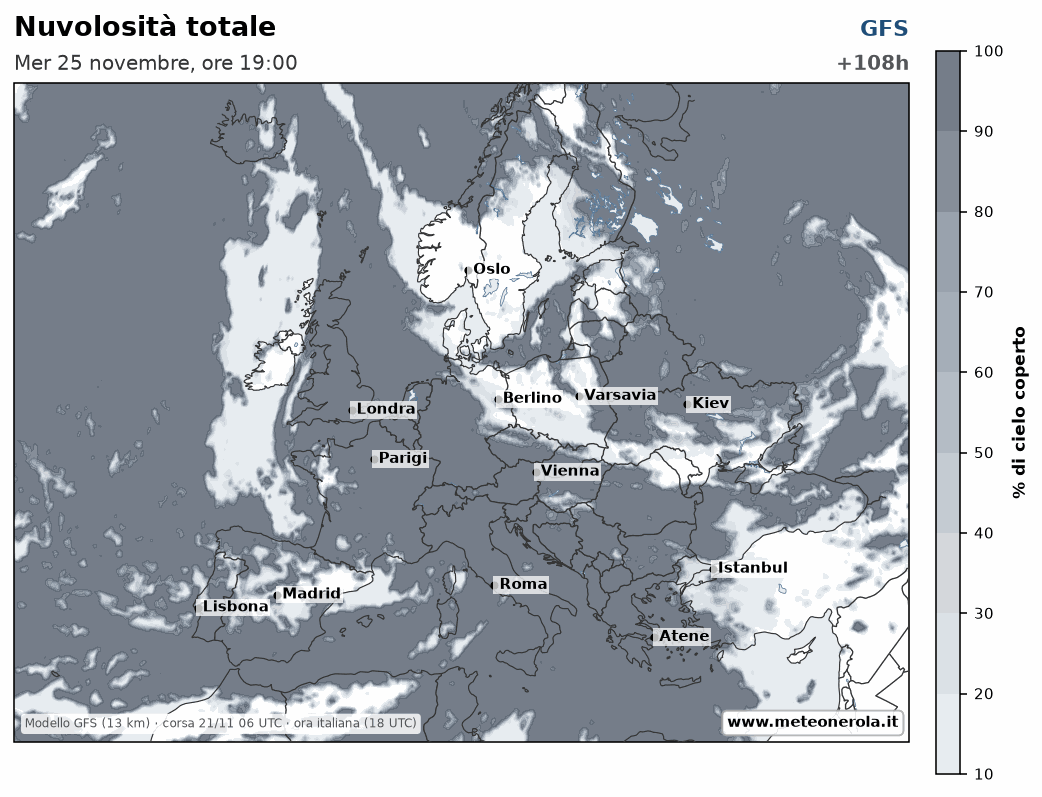 Nuvolosità totale
GFS
Mer 25 novembre, ore 19:00
+108h
100
90
80
70
60
50
40
30
20
10
% di cielo coperto
Oslo
Berlino
Varsavia
Kiev
Londra
Parigi
Vienna
Istanbul
Roma
Madrid
Lisbona
Atene
Modello GFS (13 km) · corsa 21/11 06 UTC · ora italiana (18 UTC)
www.meteonerola.it